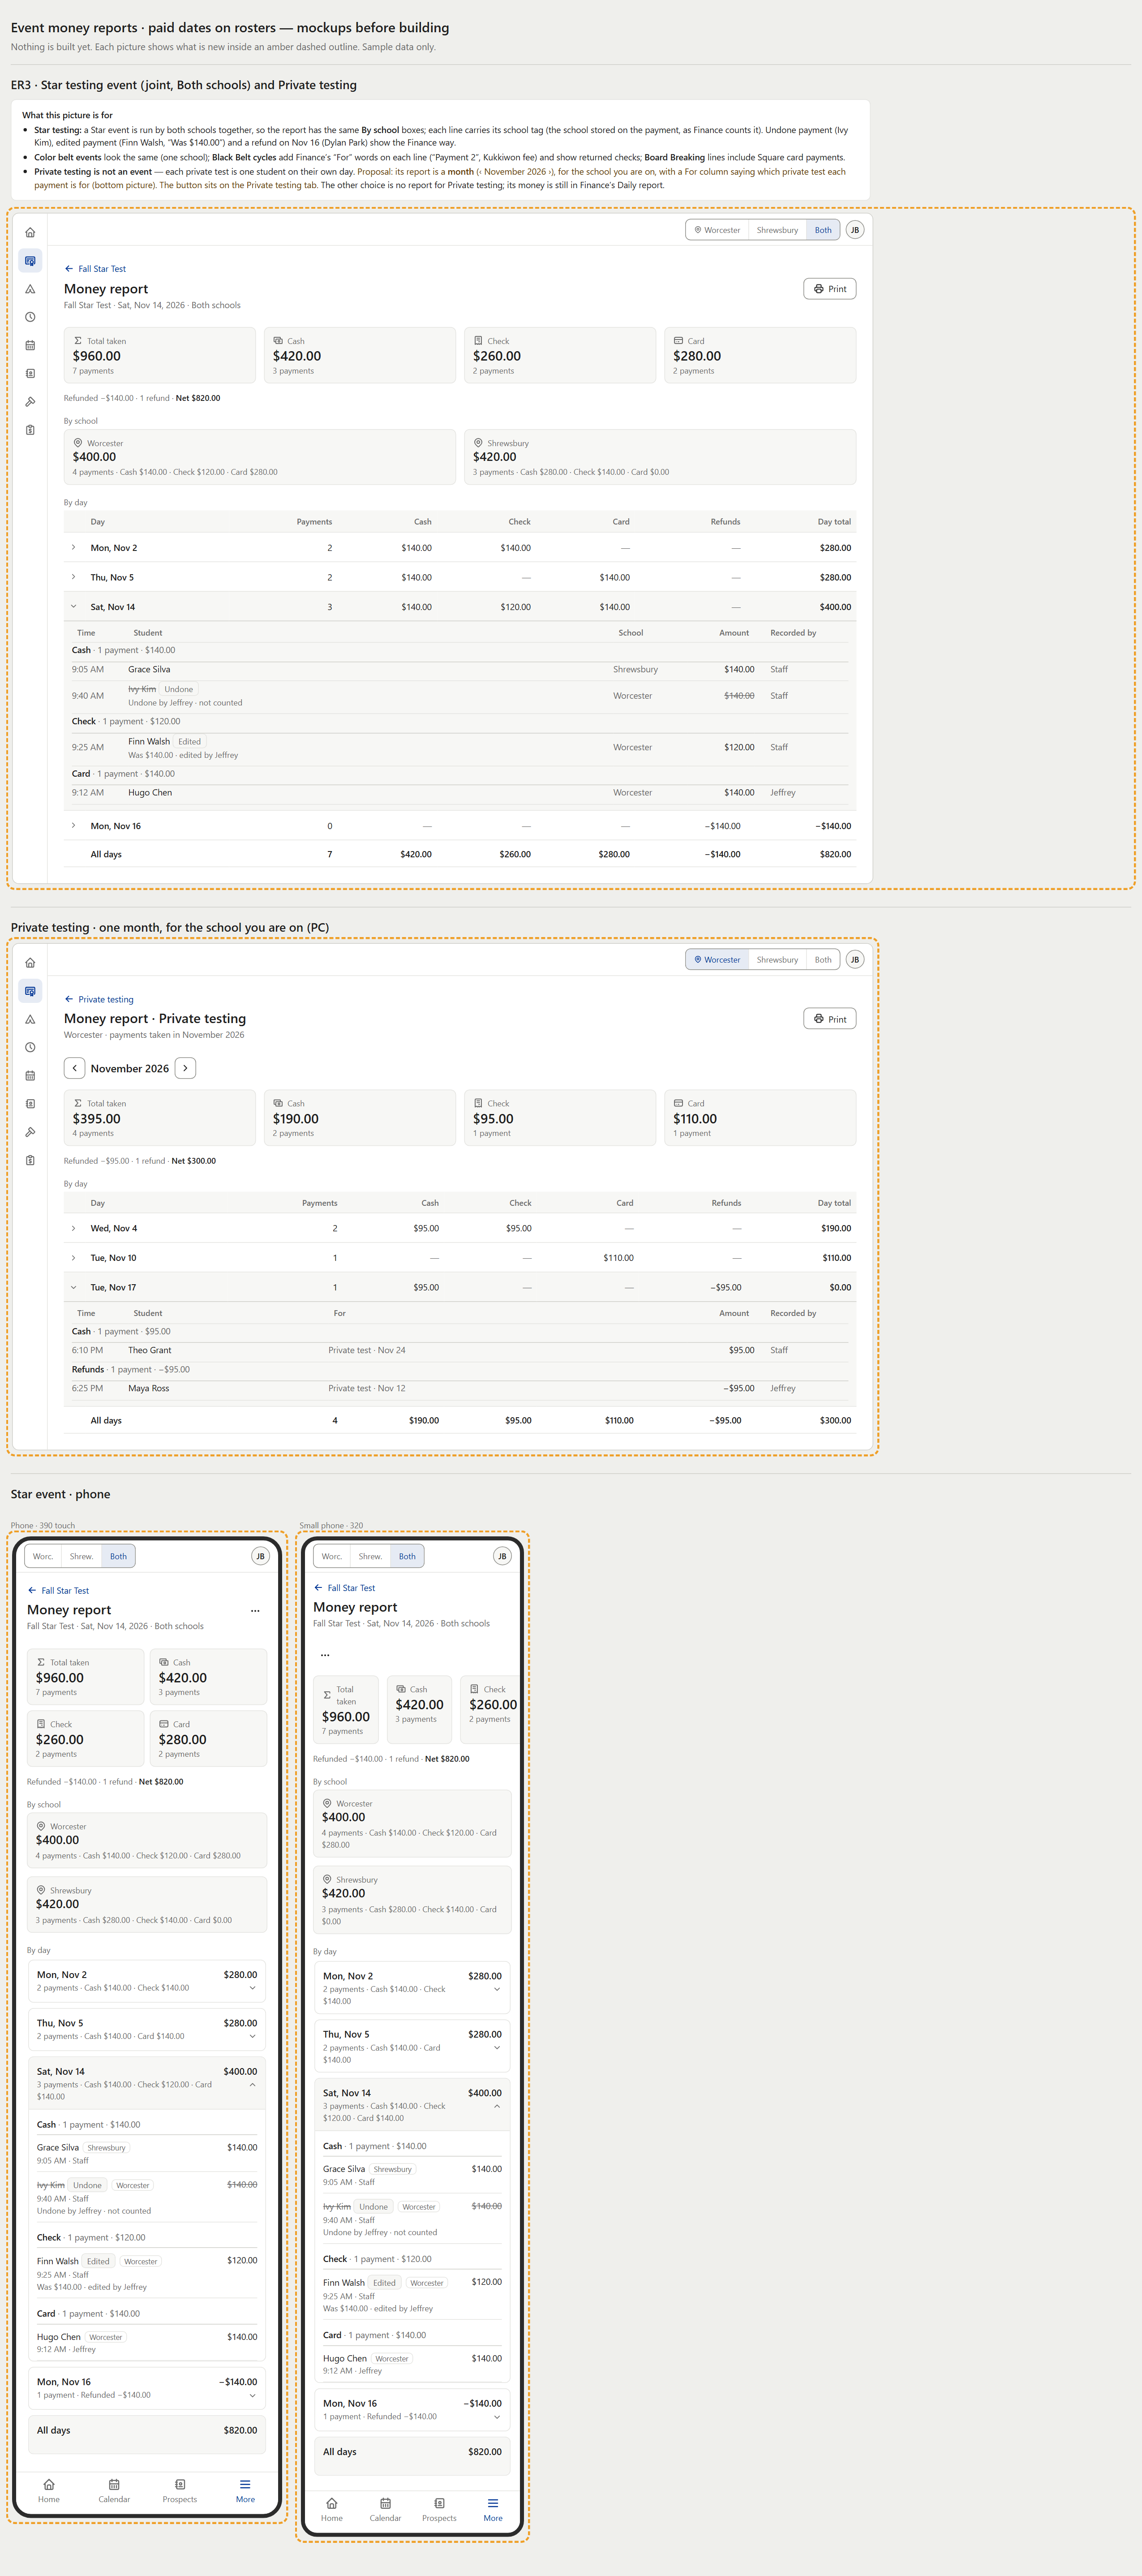 Event money reports · paid dates on rosters — mockups before building
Nothing is built yet. Each picture shows what is new inside an amber dashed outline. Sample data only.
ER3 · Star testing event (joint, Both schools) and Private testing
What this picture is for
• Star testing: a Star event is run by both schools together, so the report has the same By school boxes; each line carries its school tag (the school stored on the payment, as Finance counts it). Undone payment (Ivy
Kim), edited payment (Finn Walsh, "Was $140.00") and a refund on Nov 16 (Dylan Park) show the Finance way.
• Color belt events look the same (one school); Black Belt cycles add Finance's "For" words on each line ("Payment 2", Kukkiwon fee) and show returned checks; Board Breaking lines include Square card payments.
• Private testing is not an event — each private test is one student on their own day. Proposal: its report is a month (‹ November 2026 ›), for the school you are on, with a For column saying which private test each
payment is for (bottom picture). The button sits on the Private testing tab. The other choice is no report for Private testing; its money is still in Finance's Daily report.
Worcester Shrewsbury Both JB
← Fall Star Test
Money report
Fall Star Test · Sat, Nov 14, 2026 · Both schools
Print
Total taken Cash Check Card
$960.00 $420.00 $260.00 $280.00
7 payments 3 payments 2 payments 2 payments
Refunded −$140.00 · 1 refund · Net $820.00
By school
Worcester Shrewsbury
$400.00 $420.00
4 payments · Cash $140.00 · Check $120.00 · Card $280.00 3 payments · Cash $280.00 · Check $140.00 · Card $0.00
By day
Day Payments Cash Check Card Refunds Day total
Mon, Nov 2 2 $140.00 $140.00 — — $280.00
Thu, Nov 5 2 $140.00 — $140.00 — $280.00
Sat, Nov 14 3 $140.00 $120.00 $140.00 — $400.00
Time Student School Amount Recorded by
Cash · 1 payment · $140.00
9:05 AM Grace Silva Shrewsbury $140.00 Staff
9:40 AM Ivy Kim Undone Worcester $140.00 Staff
Undone by Jeffrey · not counted
Check · 1 payment · $120.00
9:25 AM Finn Walsh Edited Worcester $120.00 Staff
Was $140.00 · edited by Jeffrey
Card · 1 payment · $140.00
9:12 AM Hugo Chen Worcester $140.00 Jeffrey
Mon, Nov 16 0 — — — −$140.00 −$140.00
All days 7 $420.00 $260.00 $280.00 −$140.00 $820.00
Private testing · one month, for the school you are on (PC)
Worcester Shrewsbury Both JB
← Private testing
Money report · Private testing
Worcester · payments taken in November 2026
Print
November 2026
Total taken Cash Check Card
$395.00 $190.00 $95.00 $110.00
4 payments 2 payments 1 payment 1 payment
Refunded −$95.00 · 1 refund · Net $300.00
By day
Day Payments Cash Check Card Refunds Day total
Wed, Nov 4 2 $95.00 $95.00 — — $190.00
Tue, Nov 10 1 — — $110.00 — $110.00
Tue, Nov 17 1 $95.00 — — −$95.00 $0.00
Time Student For Amount Recorded by
Cash · 1 payment · $95.00
6:10 PM Theo Grant Private test · Nov 24 $95.00 Staff
Refunds · 1 payment · −$95.00
6:25 PM Maya Ross Private test · Nov 12 −$95.00 Jeffrey
All days 4 $190.00 $95.00 $110.00 −$95.00 $300.00
Star event · phone
Phone · 390 touch
Worc. Shrew. Both JB
← Fall Star Test
Money report ...
Fall Star Test · Sat, Nov 14, 2026 · Both schools
Total taken Cash
$960.00 $420.00
7 payments 3 payments
Check Card
$260.00 $280.00
2 payments 2 payments
Refunded −$140.00 · 1 refund · Net $820.00
By school
Worcester
$400.00
4 payments · Cash $140.00 · Check $120.00 · Card $280.00
Shrewsbury
$420.00
3 payments · Cash $280.00 · Check $140.00 · Card $0.00
By day
Mon, Nov 2 $280.00
2 payments · Cash $140.00 · Check $140.00
Thu, Nov 5 $280.00
2 payments · Cash $140.00 · Card $140.00
Sat, Nov 14 $400.00
3 payments · Cash $140.00 · Check $120.00 · Card
$140.00
Cash · 1 payment · $140.00
Grace Silva Shrewsbury $140.00
9:05 AM · Staff
Ivy Kim Undone Worcester $140.00
9:40 AM · Staff
Undone by Jeffrey · not counted
Check · 1 payment · $120.00
Finn Walsh Edited Worcester $120.00
9:25 AM · Staff
Was $140.00 · edited by Jeffrey
Card · 1 payment · $140.00
Hugo Chen Worcester $140.00
9:12 AM · Jeffrey
Mon, Nov 16 −$140.00
1 payment · Refunded −$140.00
All days $820.00
Home Calendar Prospects More
Small phone · 320
Worc. Shrew. Both JB
← Fall Star Test
Money report
Fall Star Test · Sat, Nov 14, 2026 · Both schools
...
Total Cash Check
taken
$960.00 $420.00 $260.00
7 payments 3 payments 2 payments
Refunded −$140.00 · 1 refund · Net $820.00
By school
Worcester
$400.00
4 payments · Cash $140.00 · Check $120.00 · Card
$280.00
Shrewsbury
$420.00
3 payments · Cash $280.00 · Check $140.00 · Card
$0.00
By day
Mon, Nov 2 $280.00
2 payments · Cash $140.00 · Check
$140.00
Thu, Nov 5 $280.00
2 payments · Cash $140.00 · Card
$140.00
Sat, Nov 14 $400.00
3 payments · Cash $140.00 · Check
$120.00 · Card $140.00
Cash · 1 payment · $140.00
Grace Silva Shrewsbury $140.00
9:05 AM · Staff
Ivy Kim Undone Worcester $140.00
9:40 AM · Staff
Undone by Jeffrey · not counted
Check · 1 payment · $120.00
Finn Walsh Edited Worcester $120.00
9:25 AM · Staff
Was $140.00 · edited by Jeffrey
Card · 1 payment · $140.00
Hugo Chen Worcester $140.00
9:12 AM · Jeffrey
Mon, Nov 16 −$140.00
1 payment · Refunded −$140.00
All days $820.00
Home Calendar Prospects More